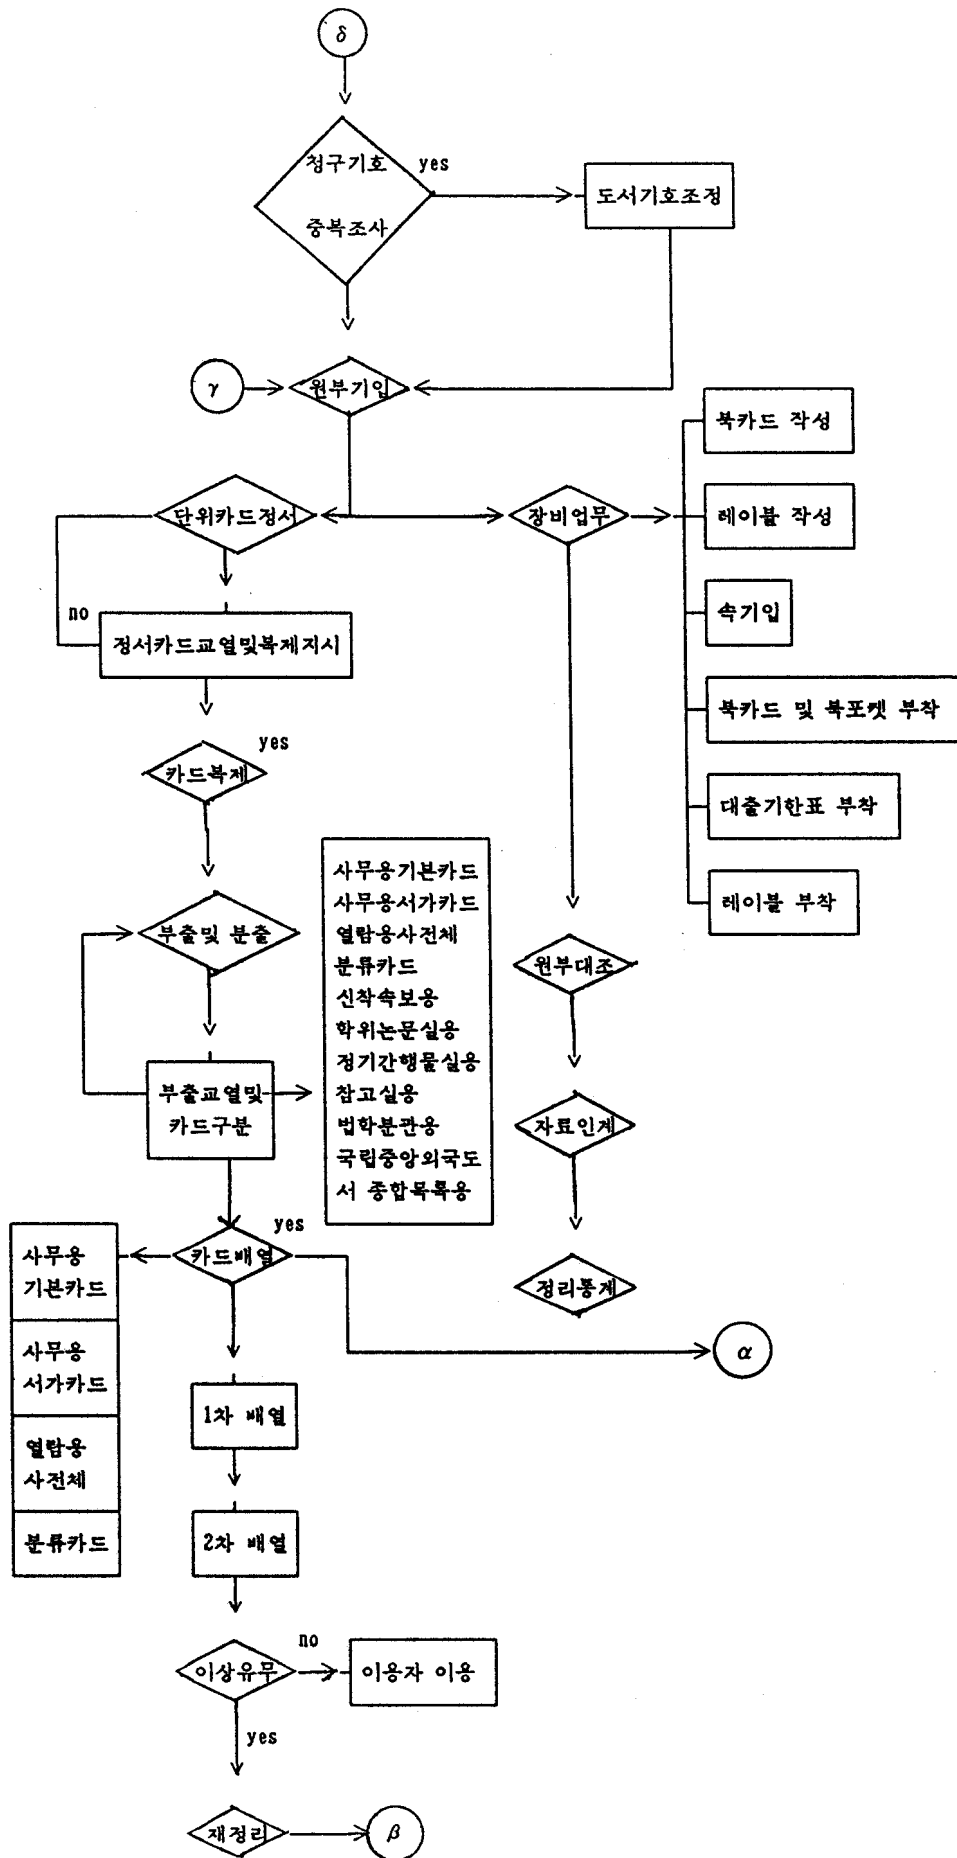 δ
청구기호
yes
중복조사
도서기호조정
γ
원부기입
북카드 작성
단위카드정서
장비업무
레이블 작성
no
정서카드교열및복제지시
속기입
yes
북카드 및 북포켓 부착
카드복제
대출기한표 부착
레이블 부착
사무용기본카드
사무용서가카드
열람용사전체
분류카드
신착속보용
학위논문실용
정기간행물실용
참고실용
법학분관용
국립중앙외국도
서 종합목록용
부출및 분출
원부대조
부출교열및
카드구분
자료인계
yes
카드배열
정리통계
사무용
기본카드
사무용
서가카드
열람용
사전체
분류카드
α
1차 배열
2차 배열
이상유무
no
이용자 이용
yes
재정리
β